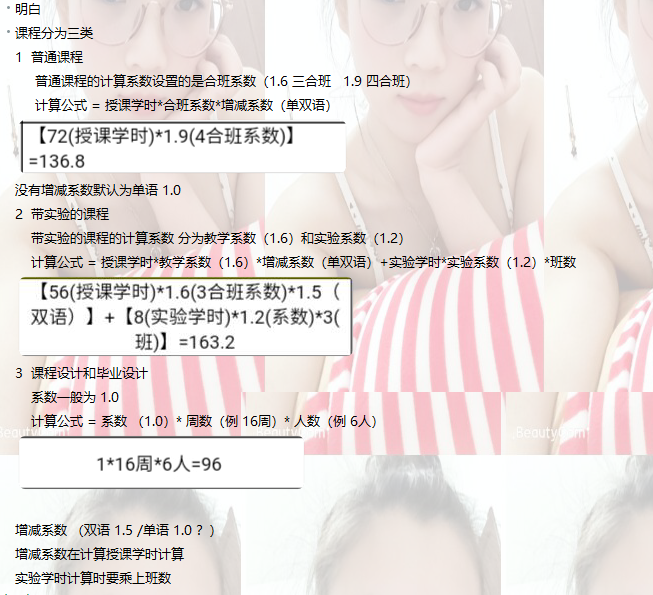 明白
课程分为三类
1 普通课程
普通课程的计算系数设置的是合班系数（1.6 三合班 1.9 四合班）
计算公式 = 授课学时*合班系数*增减系数（单双语）
【72(授课学时)*1.9(4合班系数)】
=136.8
没有增减系数默认为单语 1.0
2 带实验的课程
带实验的课程的计算系数 分为教学系数（1.6）和实验系数（1.2）
计算公式 = 授课学时*教学系数（1.6）*增减系数（单双语）+实验学时*实验系数（1.2）*班数
【56(授课学时)*1.6(3合班系数)*1.5（
双语）】+【8(实验学时)*1.2(系数)*3(
班)】=163.2
3 课程设计和毕业设计
系数一般为 1.0
计算公式 = 系数 （1.0）* 周数（例 16周）* 人数（例 6人）
1*16周*6人=96
增减系数 （双语 1.5 /单语 1.0？）
增减系数在计算授课学时计算
实验学时计算时要乘上班数